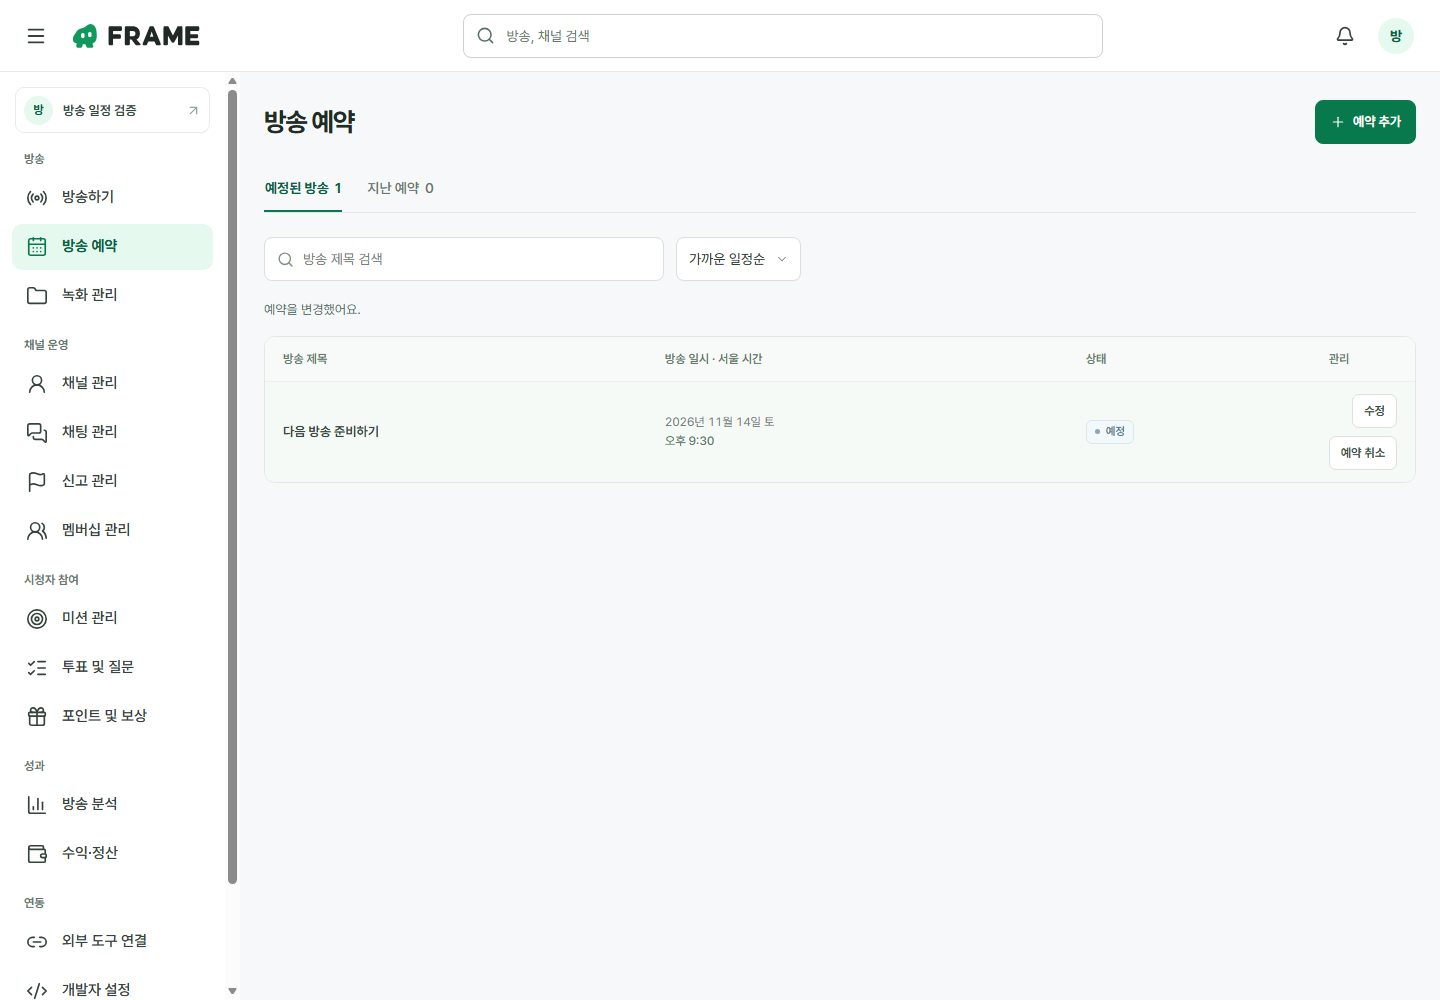 FRAME
방송, 채널 검색
방
방
방송 일정 검증
방송
방송하기
방송 예약
녹화 관리
채널 운영
채널 관리
채팅 관리
신고 관리
멤버십 관리
시청자 참여
미션 관리
투표 및 질문
포인트 및 보상
성과
방송 분석
수익·정산
연동
외부 도구 연결
개발자 설정
방송 예약
예약 추가
예정된 방송 1
지난 예약 0
방송 제목 검색
가까운 일정순
예약을 변경했어요.
방송 제목
방송 일시 · 서울 시간
상태
관리
다음 방송 준비하기
2026년 11월 14일 토
오후 9:30
예정
수정
예약 취소